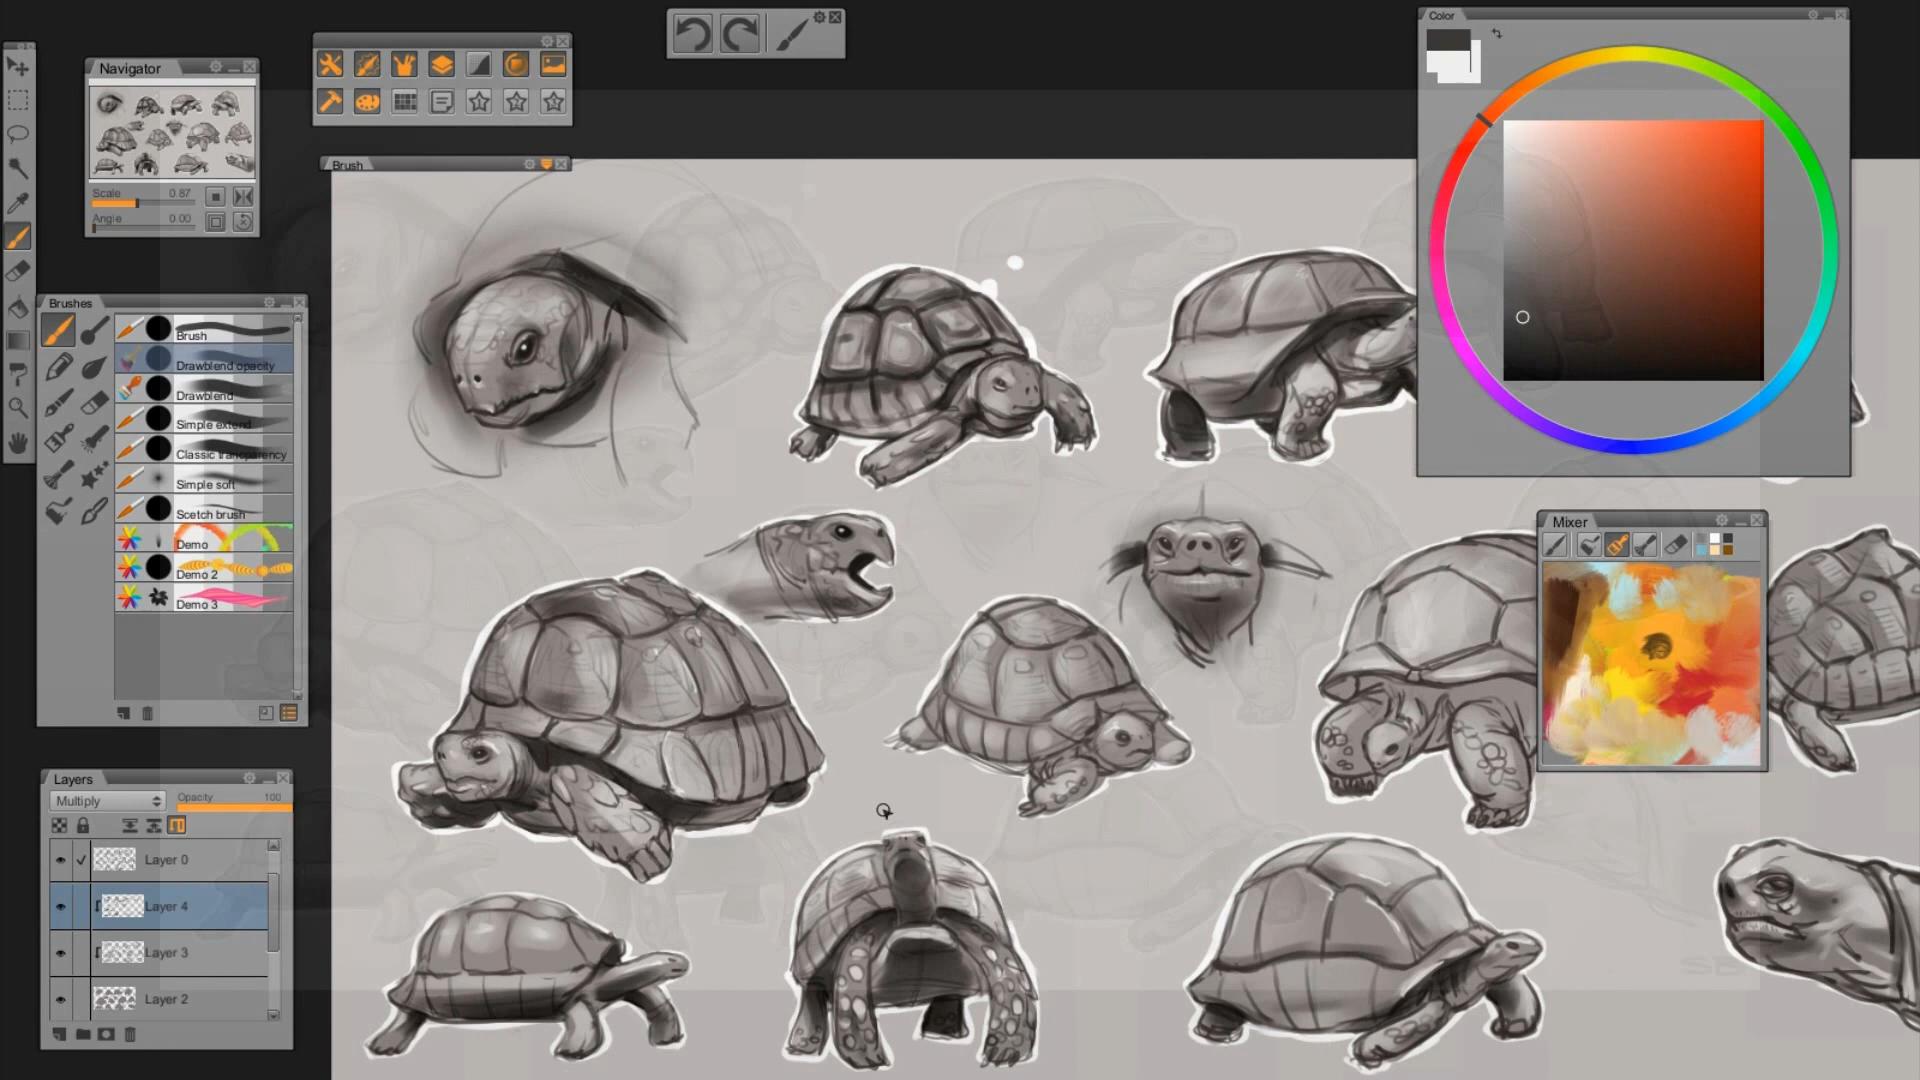 Navigator
Scale 0.87
Angle 0.00
Brush
Color
Brushes
Brush
Drawblend opacity
Drawblend
Simple extend
Classic transparency
Simple soft
Scetch brush
Demo
Demo 2
Demo 3
Mixer
Layers
Multiply
Opacity 100
Layer 0
Layer 4
Layer 3
Layer 2